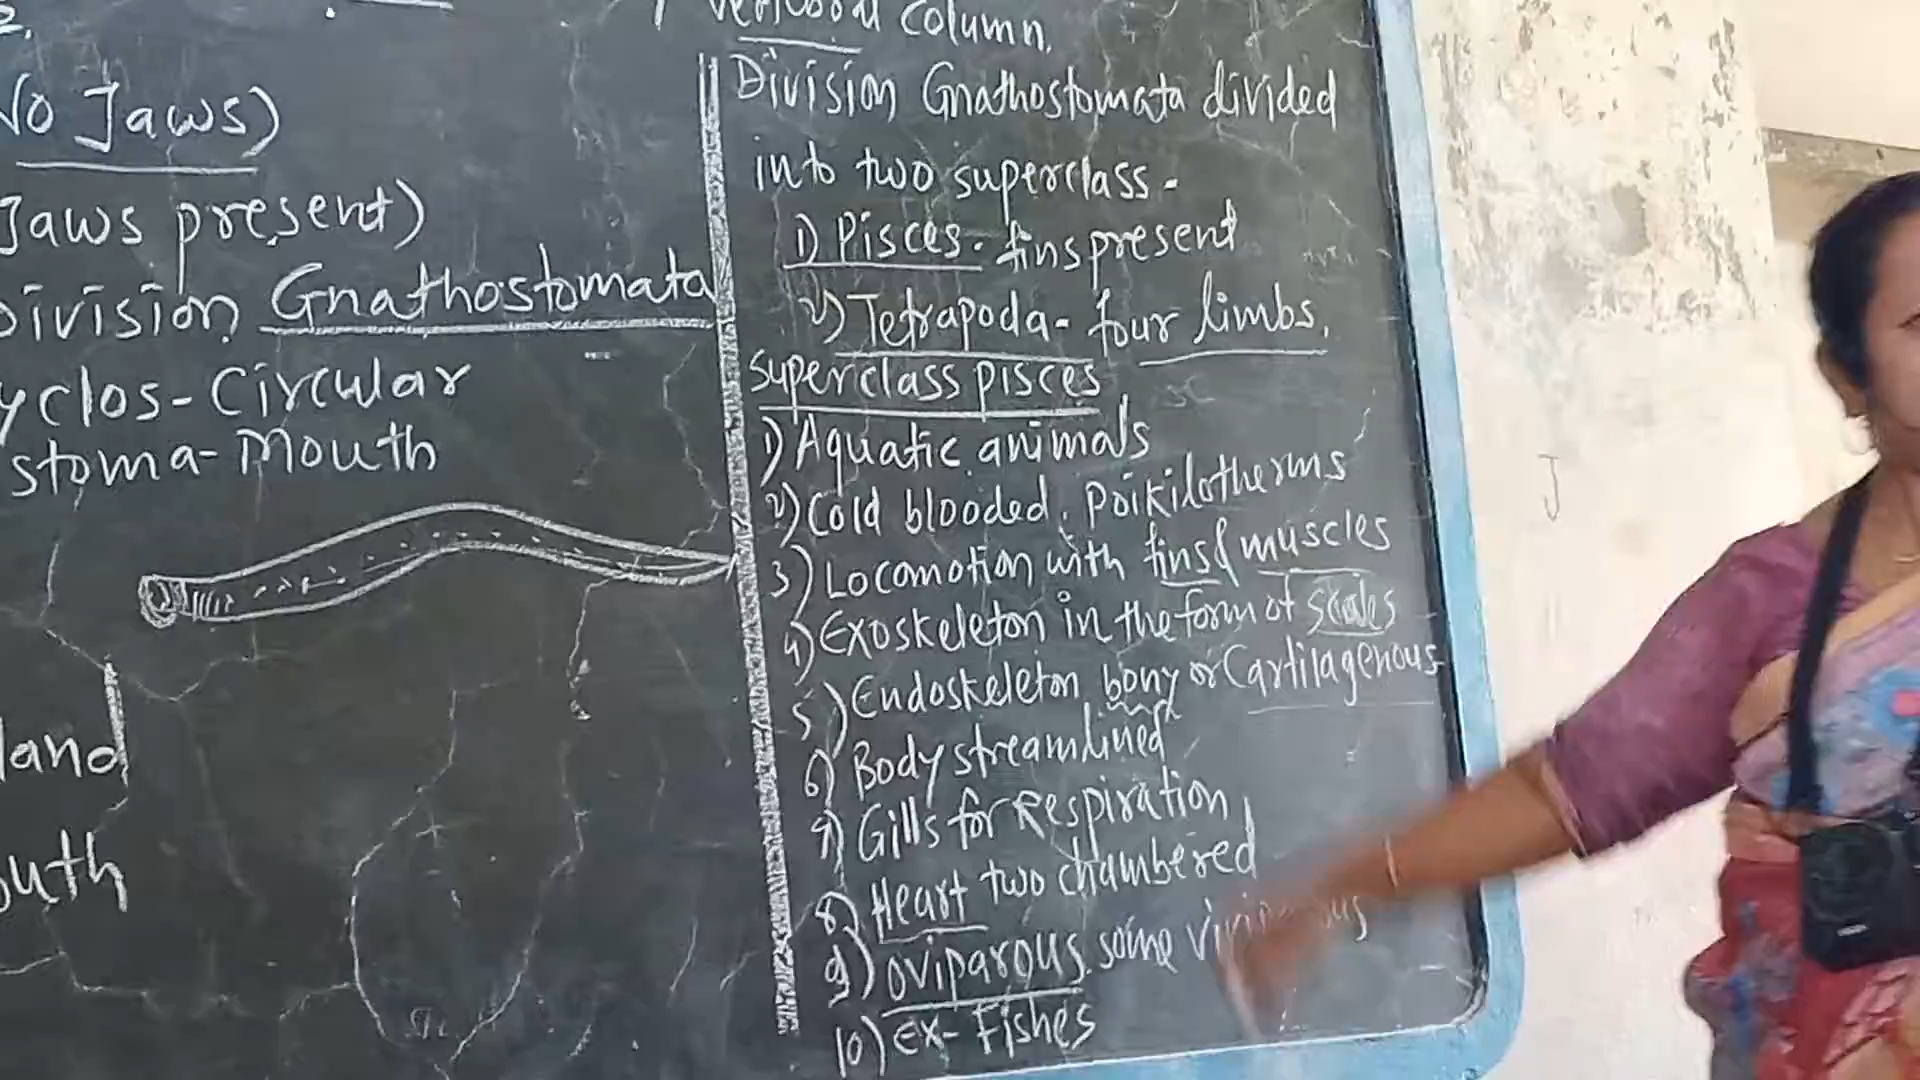 No Jaws)
Jaws present)
Division Gnathostomata
yclos- Circular
stoma- Mouth
land
outh
column.
Division Gnathostomata divided
into two superclass-
1) Pisces- fins present
2) Tetrapoda- four limbs.
superclass pisces
1) Aquatic animals
2) Cold blooded. Poikilotherms
3) Locomotion with fins & muscles
4) Exoskeleton in the form of scales
5) Endoskeleton bony or Cartilagenous
6) Body streamlined
7) Gills for Respiration
8) Heart two chambered
9) oviparous. some
10) Ex- Fishes